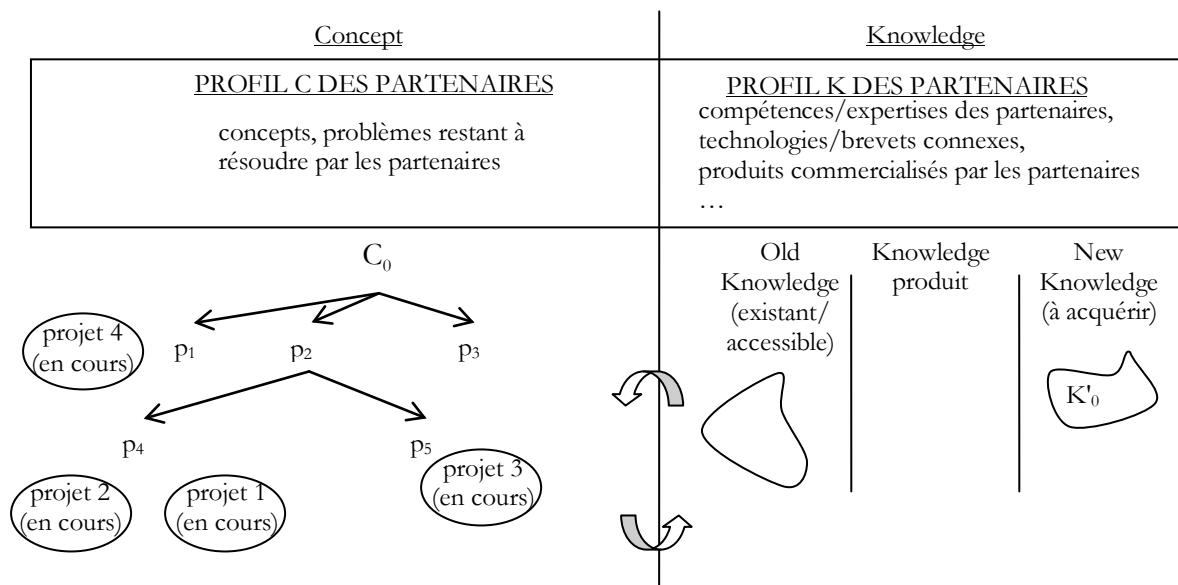 Concept
Knowledge
PROFIL C DES PARTENAIRES
concepts, problèmes restant à
résoudre par les partenaires
PROFIL K DES PARTENAIRES
compétences/expertises des partenaires,
technologies/brevets connexes,
produits commercialisés par les partenaires
…
C0
projet 4
(en cours)
p1
p2
p3
p4
p5
projet 2
(en cours)
projet 1
(en cours)
projet 3
(en cours)
Old
Knowledge
(existant/
accessible)
Knowledge
produit
New
Knowledge
(à acquérir)
K'0